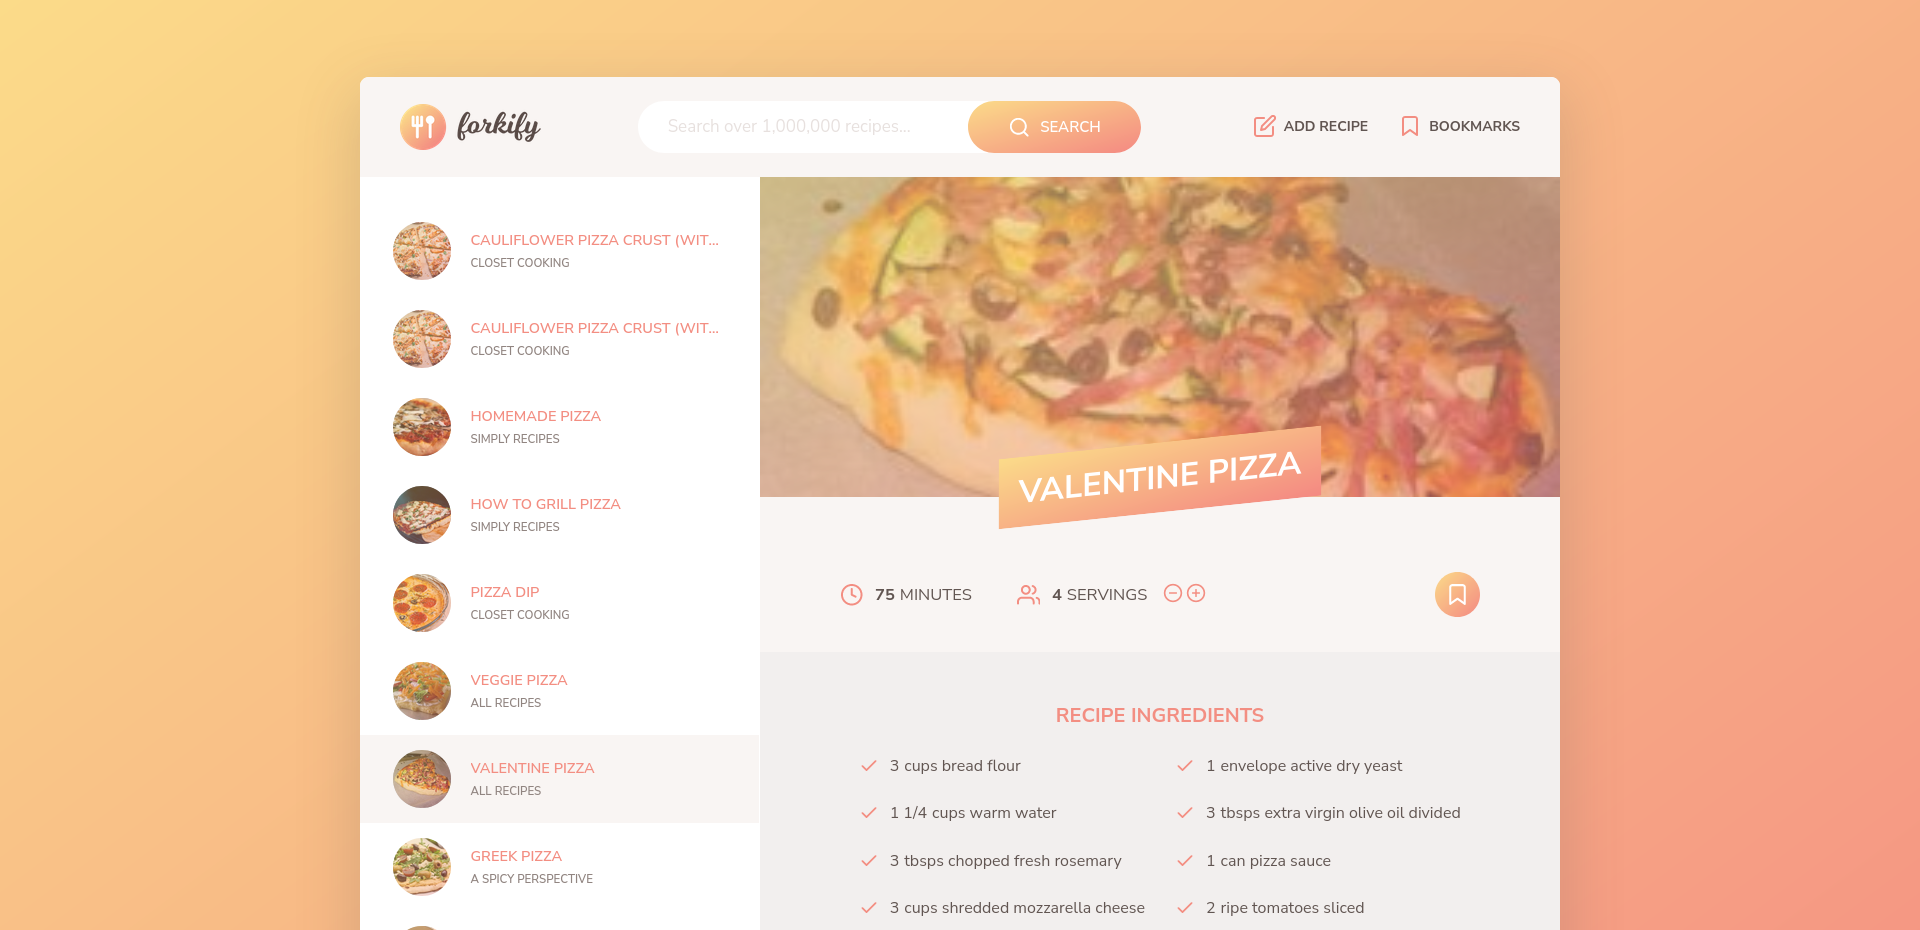 forkify
Search over 1,000,000 recipes...
SEARCH
ADD RECIPE
BOOKMARKS
CAULIFLOWER PIZZA CRUST (WIT...
CLOSET COOKING
CAULIFLOWER PIZZA CRUST (WIT...
CLOSET COOKING
HOMEMADE PIZZA
SIMPLY RECIPES
HOW TO GRILL PIZZA
SIMPLY RECIPES
PIZZA DIP
CLOSET COOKING
VEGGIE PIZZA
ALL RECIPES
VALENTINE PIZZA
ALL RECIPES
GREEK PIZZA
A SPICY PERSPECTIVE
VALENTINE PIZZA
75 MINUTES
4 SERVINGS
RECIPE INGREDIENTS
3 cups bread flour
1 envelope active dry yeast
1 1/4 cups warm water
3 tbsps extra virgin olive oil divided
3 tbsps chopped fresh rosemary
1 can pizza sauce
3 cups shredded mozzarella cheese
2 ripe tomatoes sliced